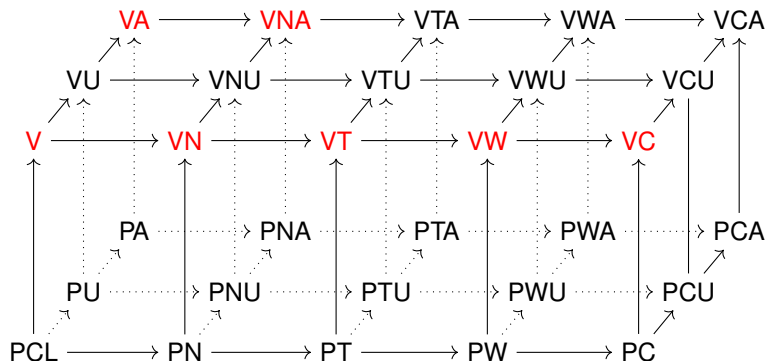 VA VNA VTA VWA VCA
VU VNU VTU VWU VCU
V VN VT VW VC
PA PNA PTA PWA PCA
PU PNU PTU PWU PCU
PCL PN PT PW PC